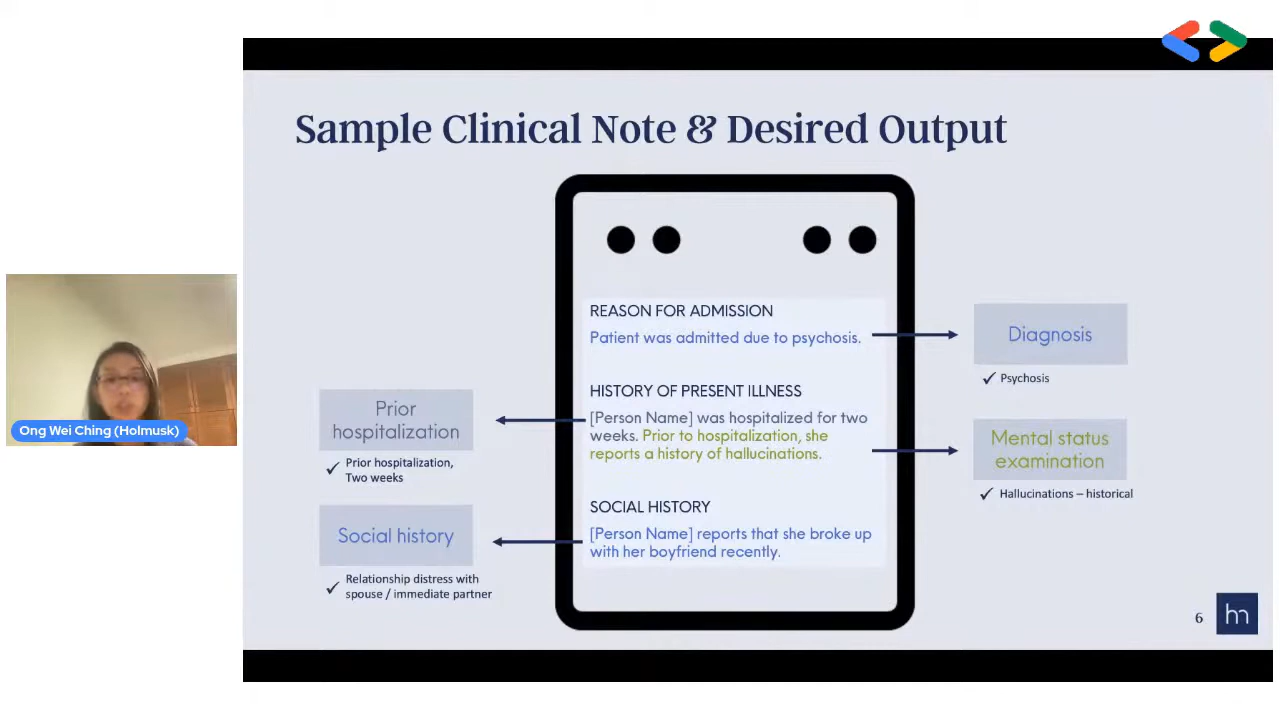 Sample Clinical Note & Desired Output
REASON FOR ADMISSION
Patient was admitted due to psychosis.
Diagnosis
✓ Psychosis
HISTORY OF PRESENT ILLNESS
[Person Name] was hospitalized for two
weeks. Prior to hospitalization, she
reports a history of hallucinations.
Prior
hospitalization
✓ Prior hospitalization,
Two weeks
Mental status
examination
✓ Hallucinations – historical
SOCIAL HISTORY
[Person Name] reports that she broke up
with her boyfriend recently.
Social history
✓ Relationship distress with
spouse / immediate partner
Ong Wei Ching (Holmusk)
6
hm